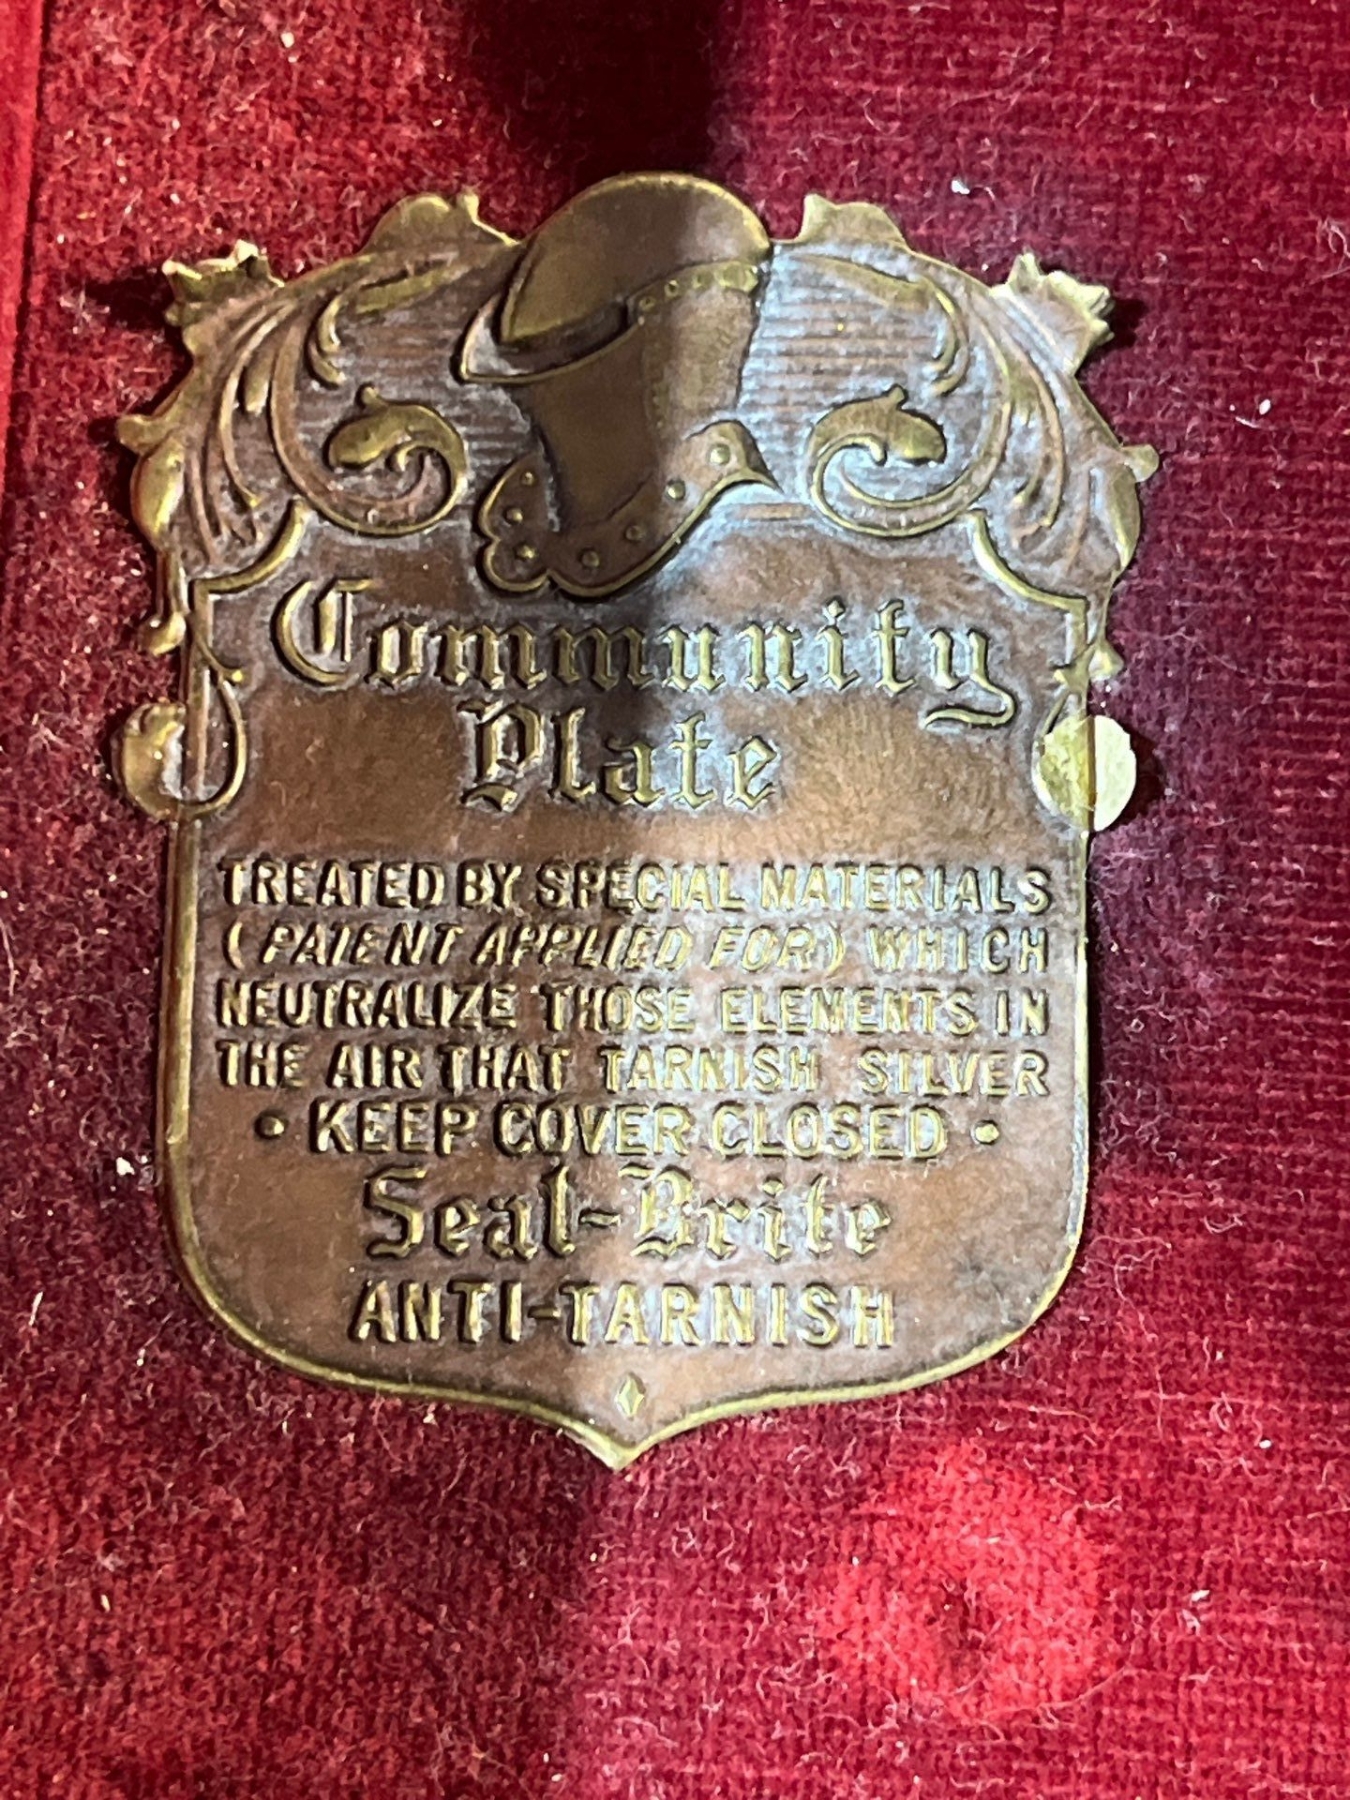 Community
Plate
TREATED BY SPECIAL MATERIALS
(PATENT APPLIED FOR) WHICH
NEUTRALIZE THOSE ELEMENTS IN
THE AIR THAT TARNISH SILVER
• KEEP COVER CLOSED •
Seal-Brite
ANTI-TARNISH